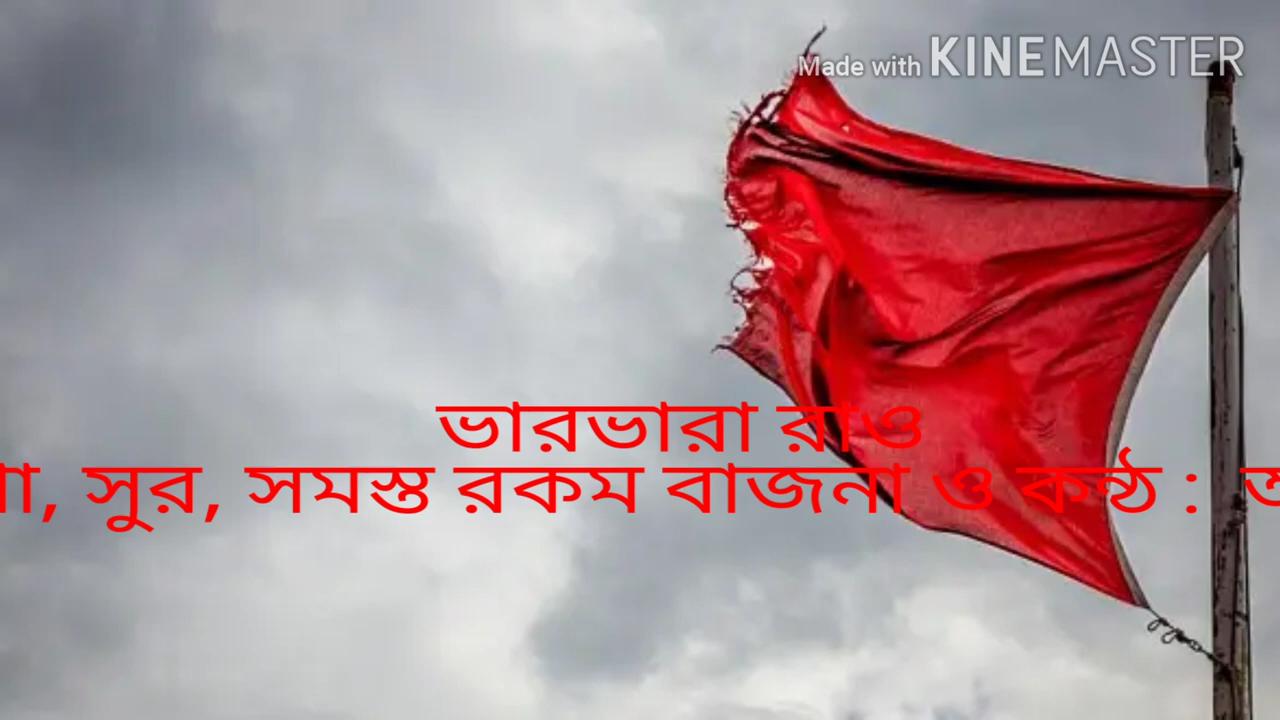 Made with KINEMASTER
ভারভারা রাও
সুর, সমস্ত রকম বাজনা ও কন্ঠ :